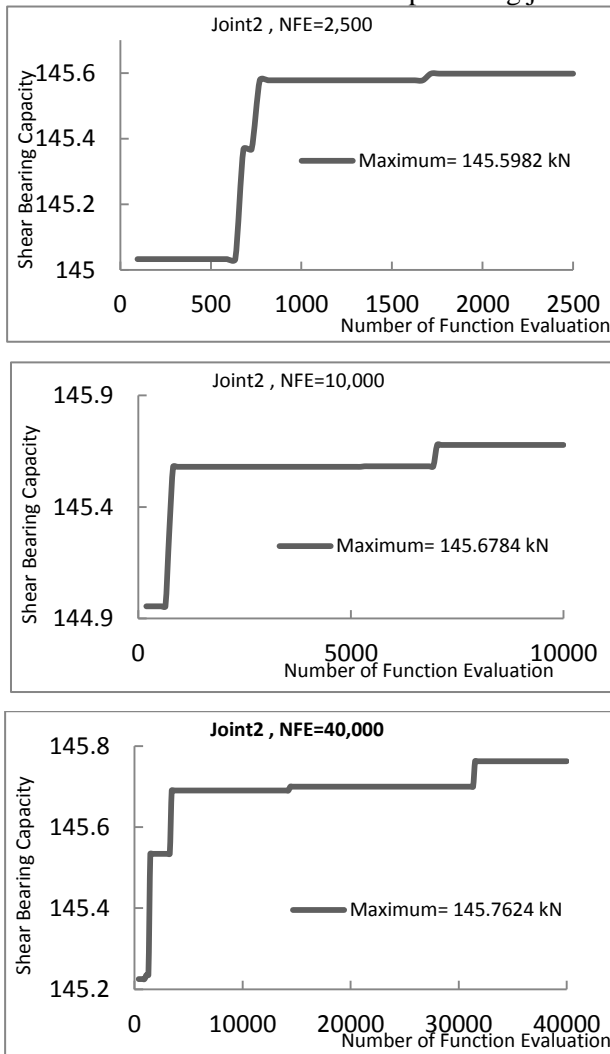 Joint2 , NFE=2,500
Shear Bearing Capacity
145.6
145.4
145.2
145
Maximum= 145.5982 kN
0 500 1000 1500 2000 2500
Number of Function Evaluation
Joint2 , NFE=10,000
Shear Bearing Capacity
145.9
145.4
144.9
Maximum= 145.6784 kN
0 5000 10000
Number of Function Evaluation
Joint2 , NFE=40,000
Shear Bearing Capacity
145.8
145.6
145.4
145.2
Maximum= 145.7624 kN
0 10000 20000 30000 40000
Number of Function Evaluation